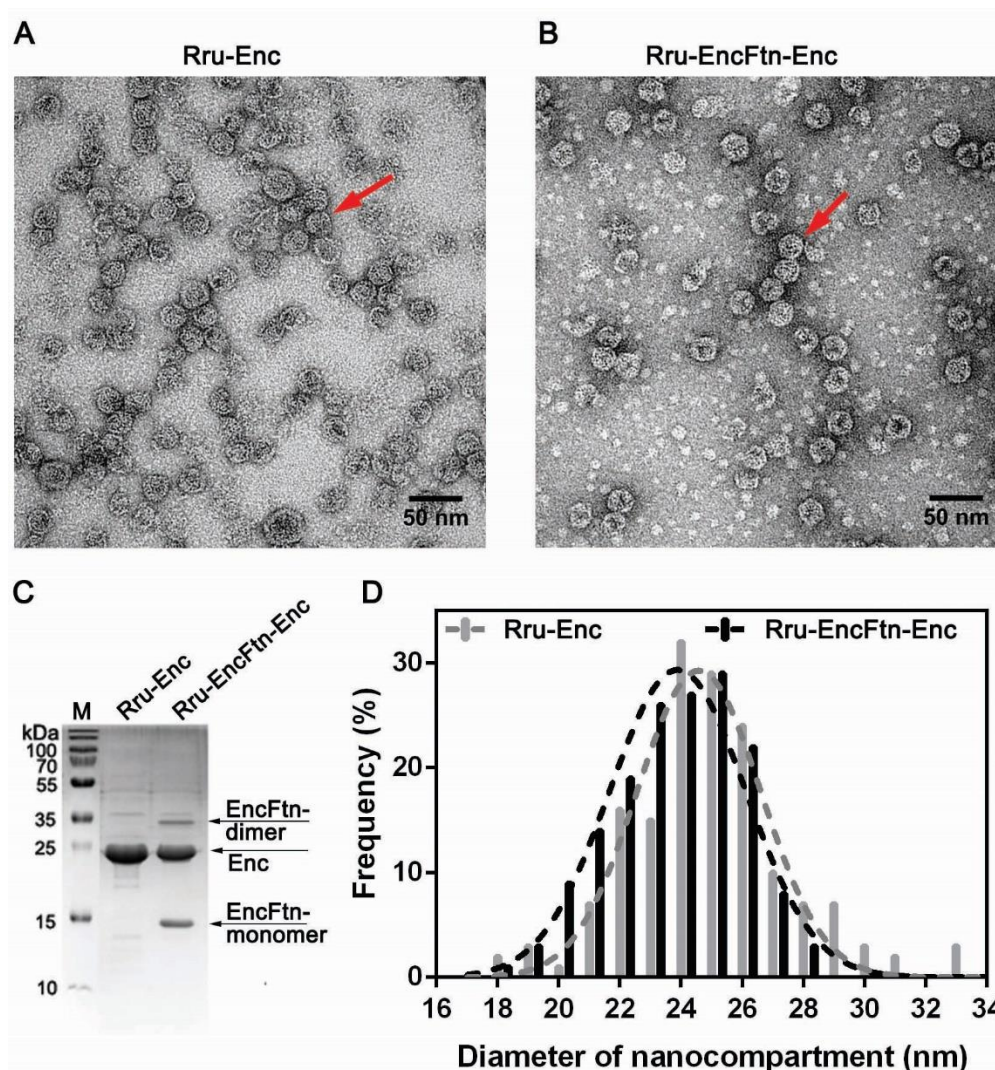 A
Rru-Enc
50 nm
B
Rru-EncFtn-Enc
50 nm
C
Rru-Enc
Rru-EncFtn-Enc
M
kDa
100
70
55
35
25
15
10
EncFtn-
dimer
Enc
EncFtn-
monomer
D
Rru-Enc
Rru-EncFtn-Enc
Frequency (%)
30
20
10
0
16 18 20 22 24 26 28 30 32 34
Diameter of nanocompartment (nm)